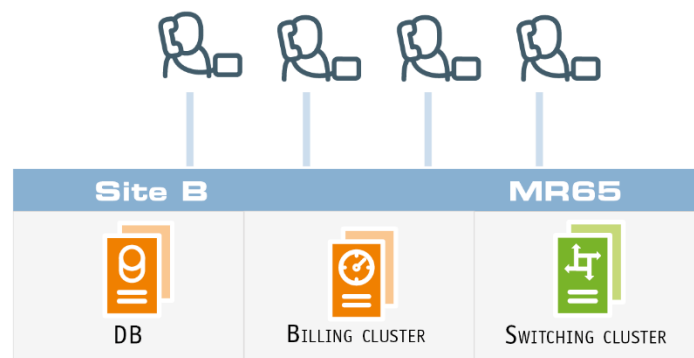 Site B
MR65
DB
BILLING CLUSTER
SWITCHING CLUSTER